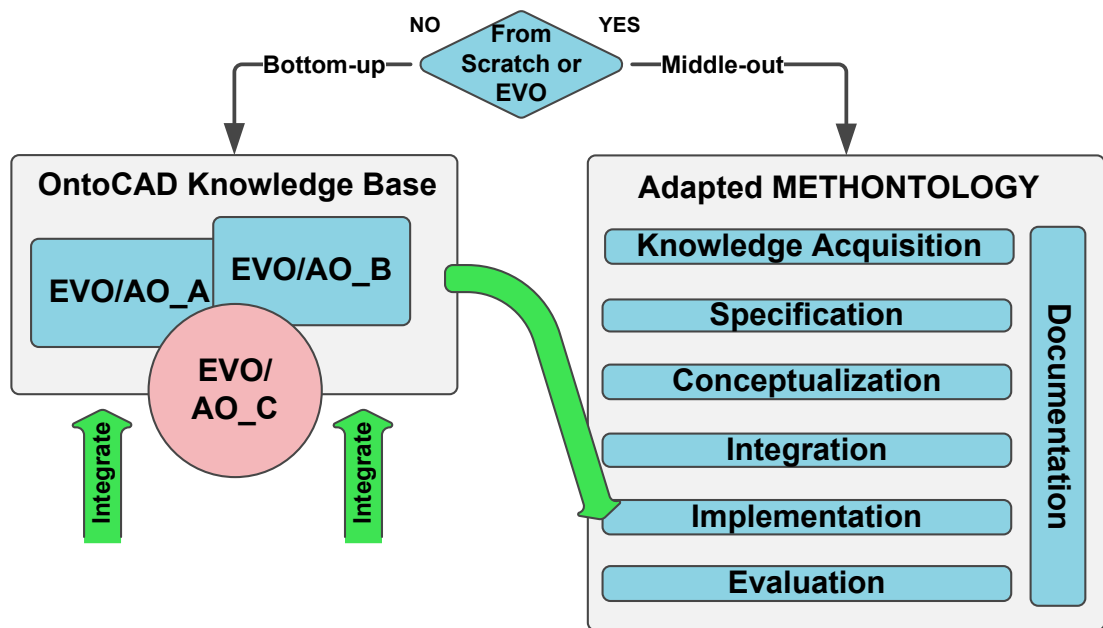 NO
YES
From
Scratch or
EVO
Bottom-up
Middle-out
OntoCAD Knowledge Base
EVO/AO_A
EVO/AO_B
EVO/
AO_C
Integrate
Integrate
Adapted METHONTOLOGY
Knowledge Acquisition
Specification
Conceptualization
Integration
Implementation
Evaluation
Documentation